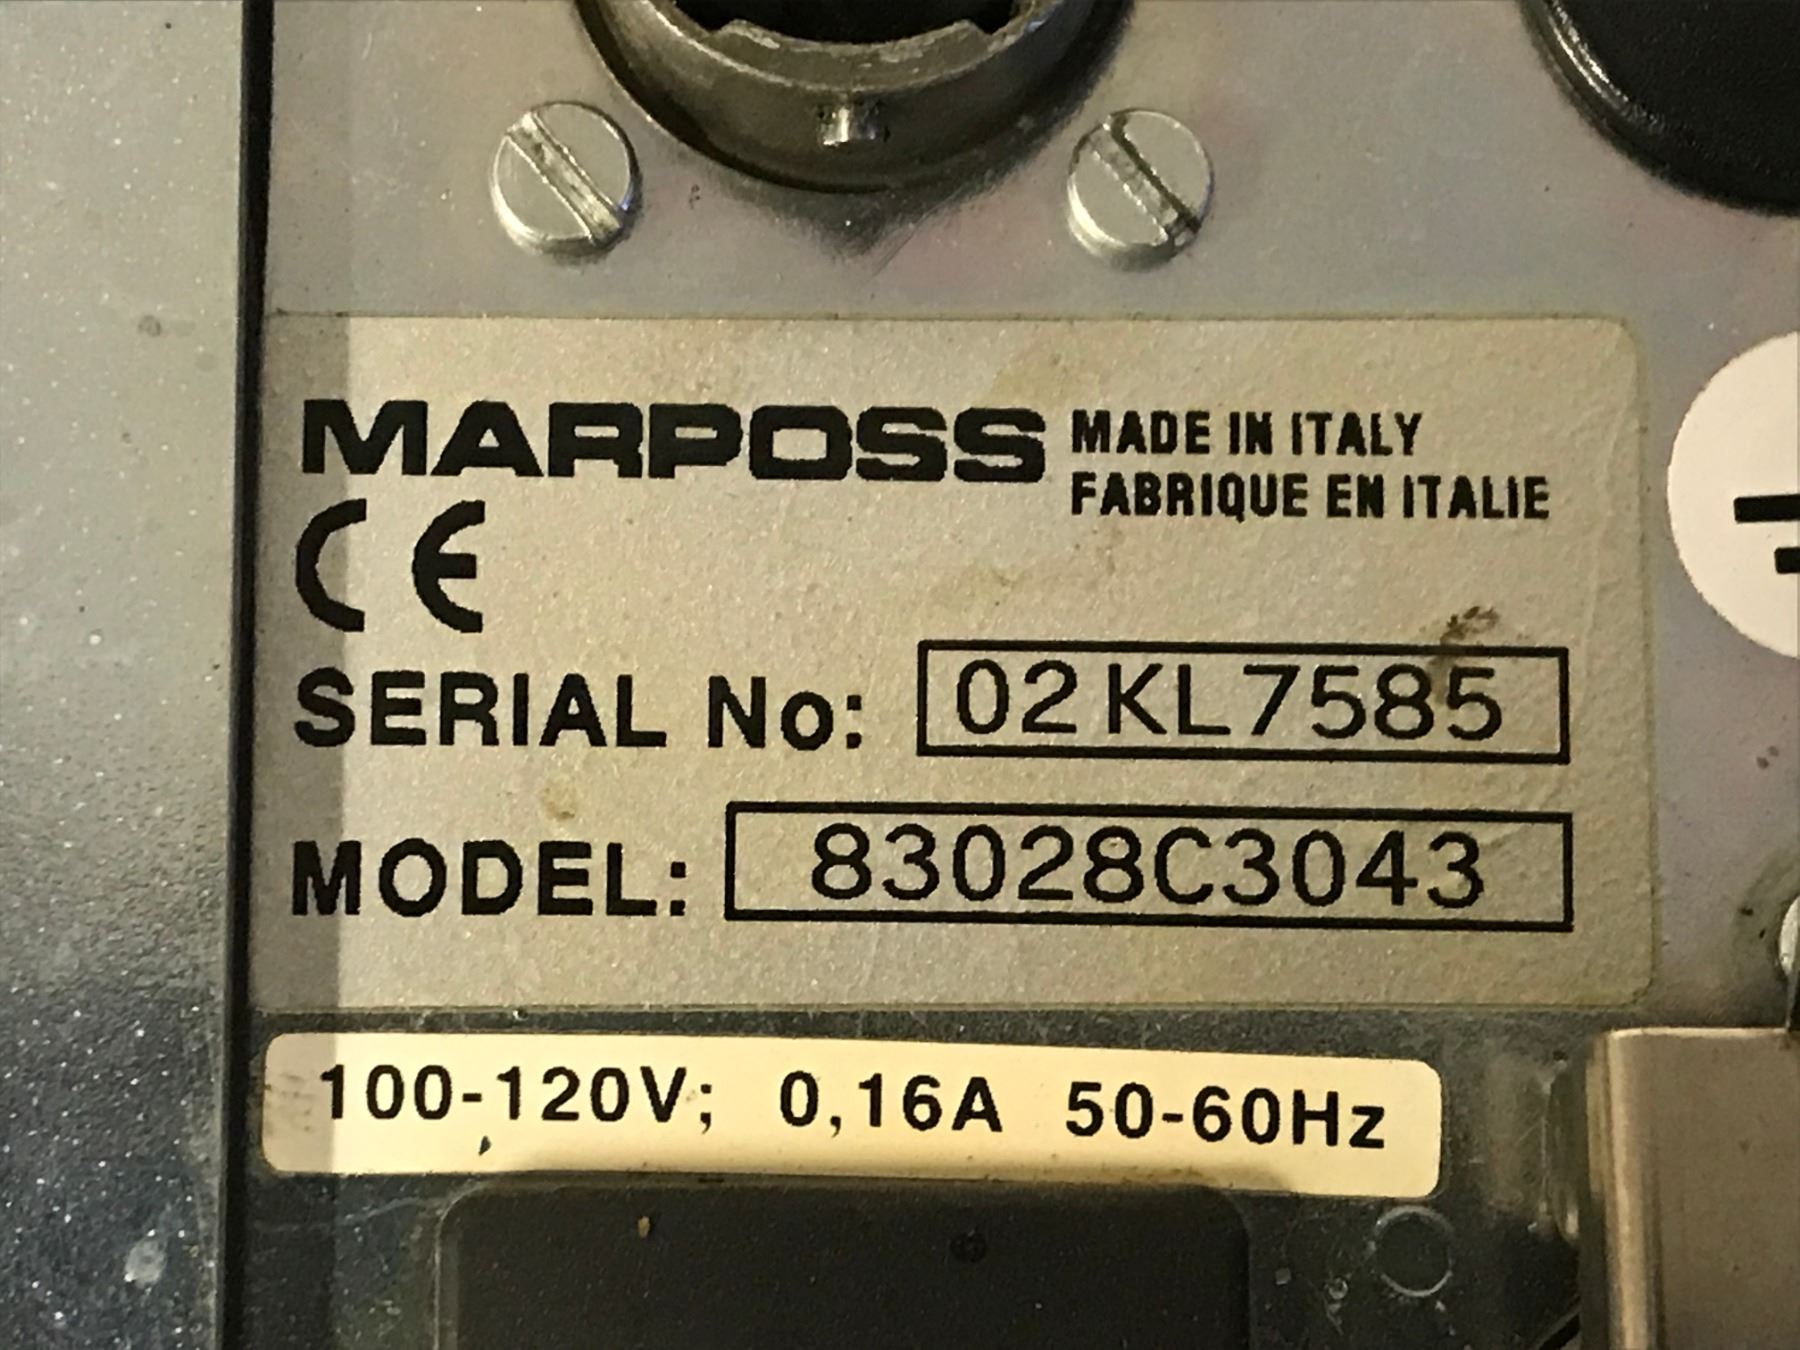 MARPOSS MADE IN ITALY
FABRIQUE EN ITALIE
CE
SERIAL No: 02KL7585
MODEL: 83028C3043
100-120V; 0,16A 50-60Hz